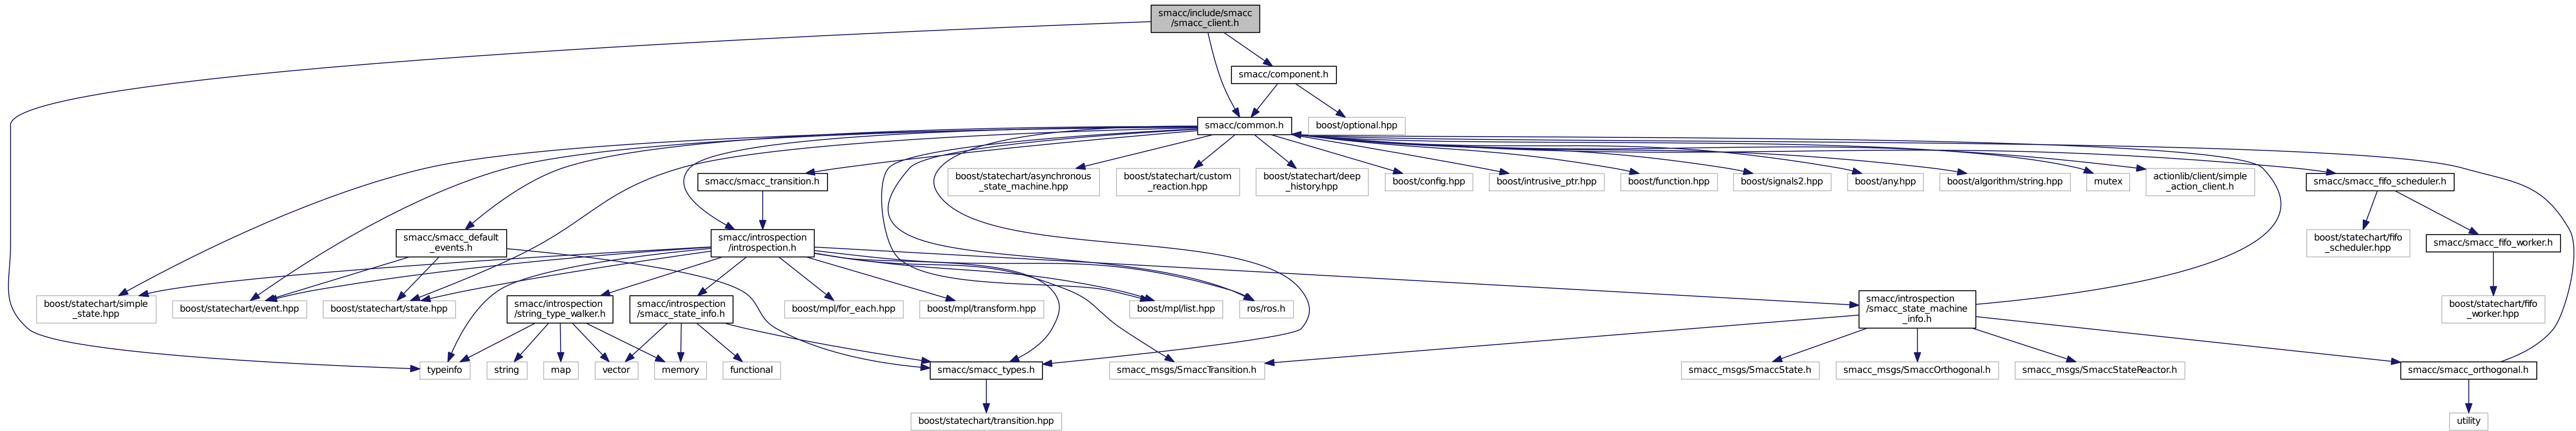 smacc/include/smacc
/smacc_client.h
smacc/component.h
smacc/common.h
boost/optional.hpp
smacc/smacc_transition.h
boost/statechart/asynchronous
_state_machine.hpp
boost/statechart/custom
_reaction.hpp
boost/statechart/deep
_history.hpp
boost/config.hpp
boost/intrusive_ptr.hpp
boost/function.hpp
boost/signals2.hpp
boost/any.hpp
boost/algorithm/string.hpp
mutex
actionlib/client/simple
_action_client.h
smacc/smacc_fifo_scheduler.h
smacc/smacc_default
_events.h
smacc/introspection
/introspection.h
boost/statechart/fifo
_scheduler.hpp
smacc/smacc_fifo_worker.h
boost/statechart/simple
_state.hpp
boost/statechart/event.hpp
boost/statechart/state.hpp
smacc/introspection
/string_type_walker.h
smacc/introspection
/smacc_state_info.h
boost/mpl/for_each.hpp
boost/mpl/transform.hpp
boost/mpl/list.hpp
ros/ros.h
smacc/introspection
/smacc_state_machine
_info.h
boost/statechart/fifo
_worker.hpp
typeinfo
string
map
vector
memory
functional
smacc/smacc_types.h
smacc_msgs/SmaccTransition.h
smacc_msgs/SmaccState.h
smacc_msgs/SmaccOrthogonal.h
smacc_msgs/SmaccStateReactor.h
smacc/smacc_orthogonal.h
boost/statechart/transition.hpp
utility